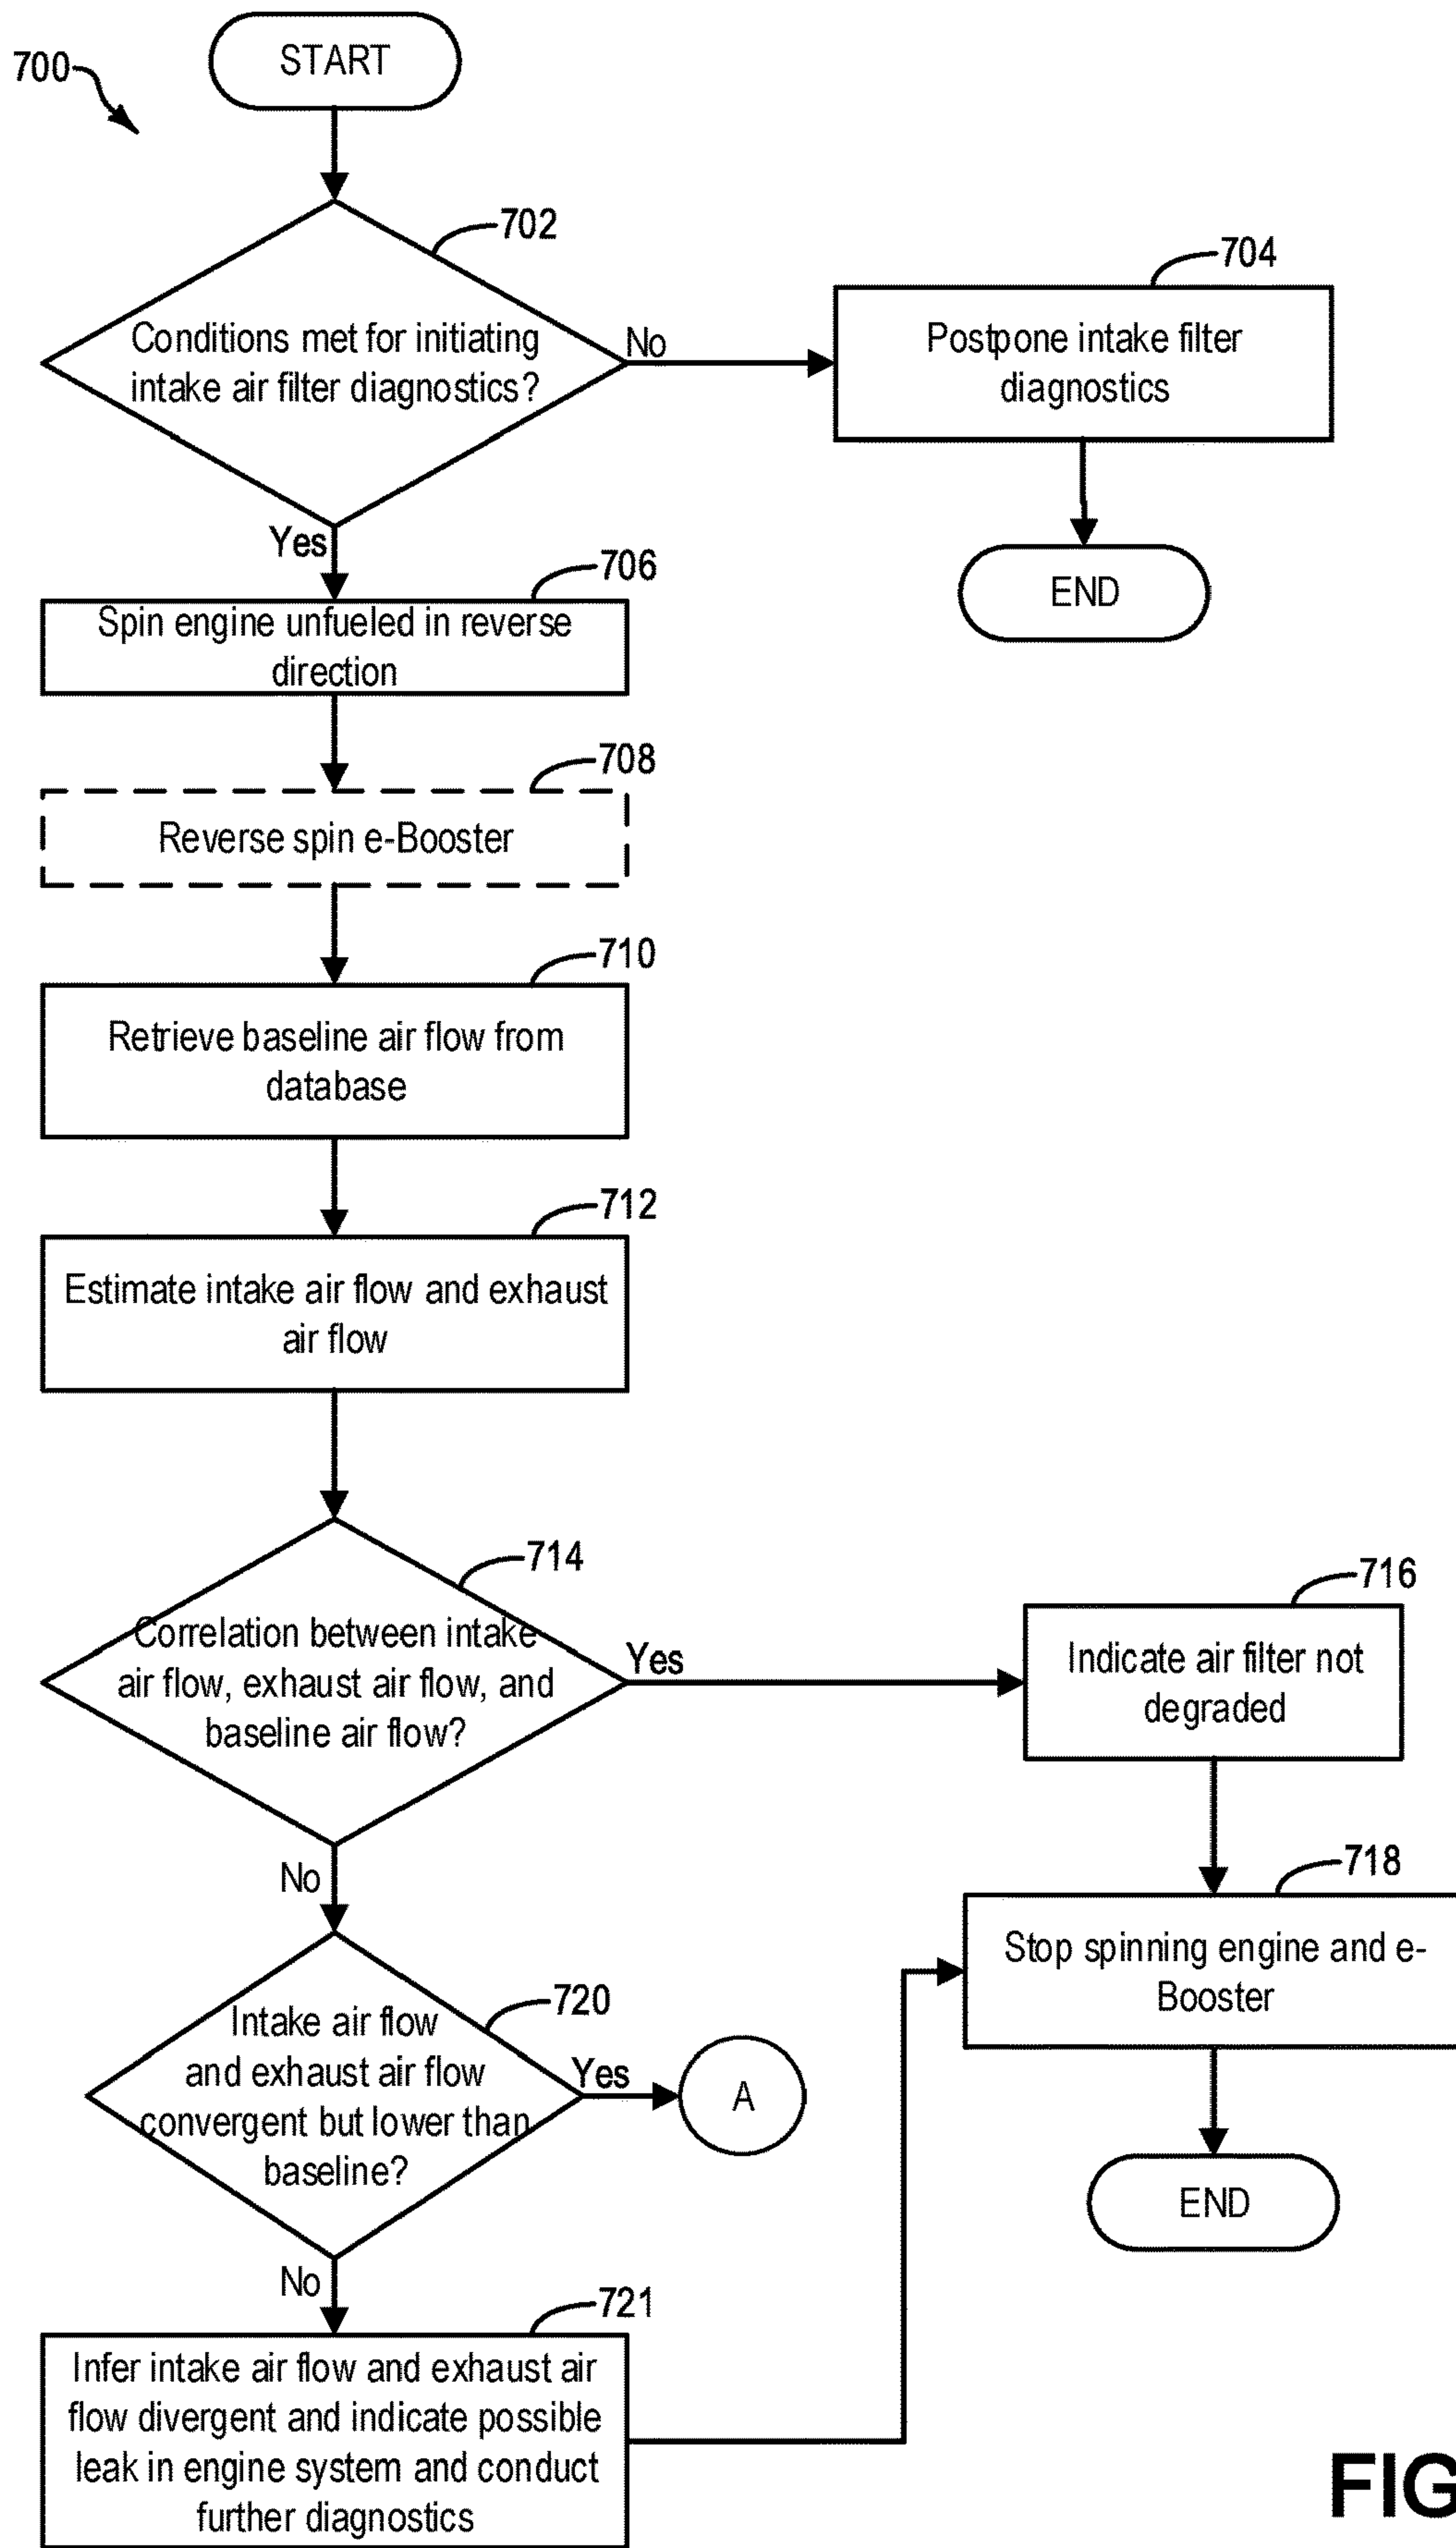 START
700
702
Conditions met for initiating
intake air filter diagnostics?
No
704
Postpone intake filter
diagnostics
END
Yes
706
Spin engine unfueled in reverse
direction
708
Reverse spin e-Booster
710
Retrieve baseline air flow from
database
712
Estimate intake air flow and exhaust
air flow
714
Correlation between intake
air flow, exhaust air flow, and
baseline air flow?
Yes
716
Indicate air filter not
degraded
No
718
Stop spinning engine and e-
Booster
END
720
Intake air flow
and exhaust air flow
convergent but lower than
baseline?
Yes
A
No
721
Infer intake air flow and exhaust air
flow divergent and indicate possible
leak in engine system and conduct
further diagnostics
FIG